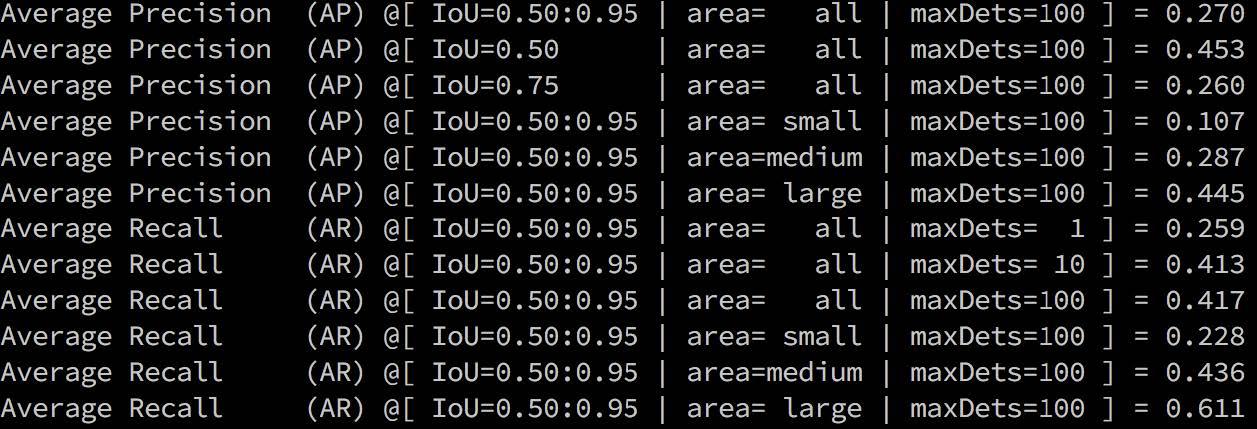 Average Precision  (AP) @[ IoU=0.50:0.95 | area=   all | maxDets=100 ] = 0.270
Average Precision  (AP) @[ IoU=0.50      | area=   all | maxDets=100 ] = 0.453
Average Precision  (AP) @[ IoU=0.75      | area=   all | maxDets=100 ] = 0.260
Average Precision  (AP) @[ IoU=0.50:0.95 | area= small | maxDets=100 ] = 0.107
Average Precision  (AP) @[ IoU=0.50:0.95 | area=medium | maxDets=100 ] = 0.287
Average Precision  (AP) @[ IoU=0.50:0.95 | area= large | maxDets=100 ] = 0.445
Average Recall     (AR) @[ IoU=0.50:0.95 | area=   all | maxDets=  1 ] = 0.259
Average Recall     (AR) @[ IoU=0.50:0.95 | area=   all | maxDets= 10 ] = 0.413
Average Recall     (AR) @[ IoU=0.50:0.95 | area=   all | maxDets=100 ] = 0.417
Average Recall     (AR) @[ IoU=0.50:0.95 | area= small | maxDets=100 ] = 0.228
Average Recall     (AR) @[ IoU=0.50:0.95 | area=medium | maxDets=100 ] = 0.436
Average Recall     (AR) @[ IoU=0.50:0.95 | area= large | maxDets=100 ] = 0.611